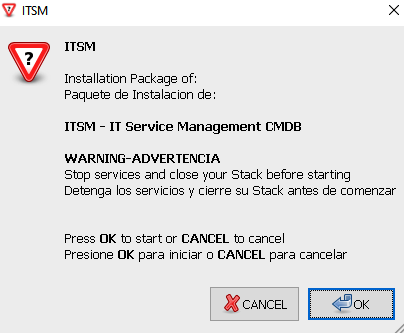 ITSM
ITSM
Installation Package of:
Paquete de Instalacion de:
ITSM - IT Service Management CMDB
WARNING-ADVERTENCIA
Stop services and close your Stack before starting
Detenga los servicios y cierre su Stack antes de comenzar
Press OK to start or CANCEL to cancel
Presione OK para iniciar o CANCEL para cancelar
CANCEL OK